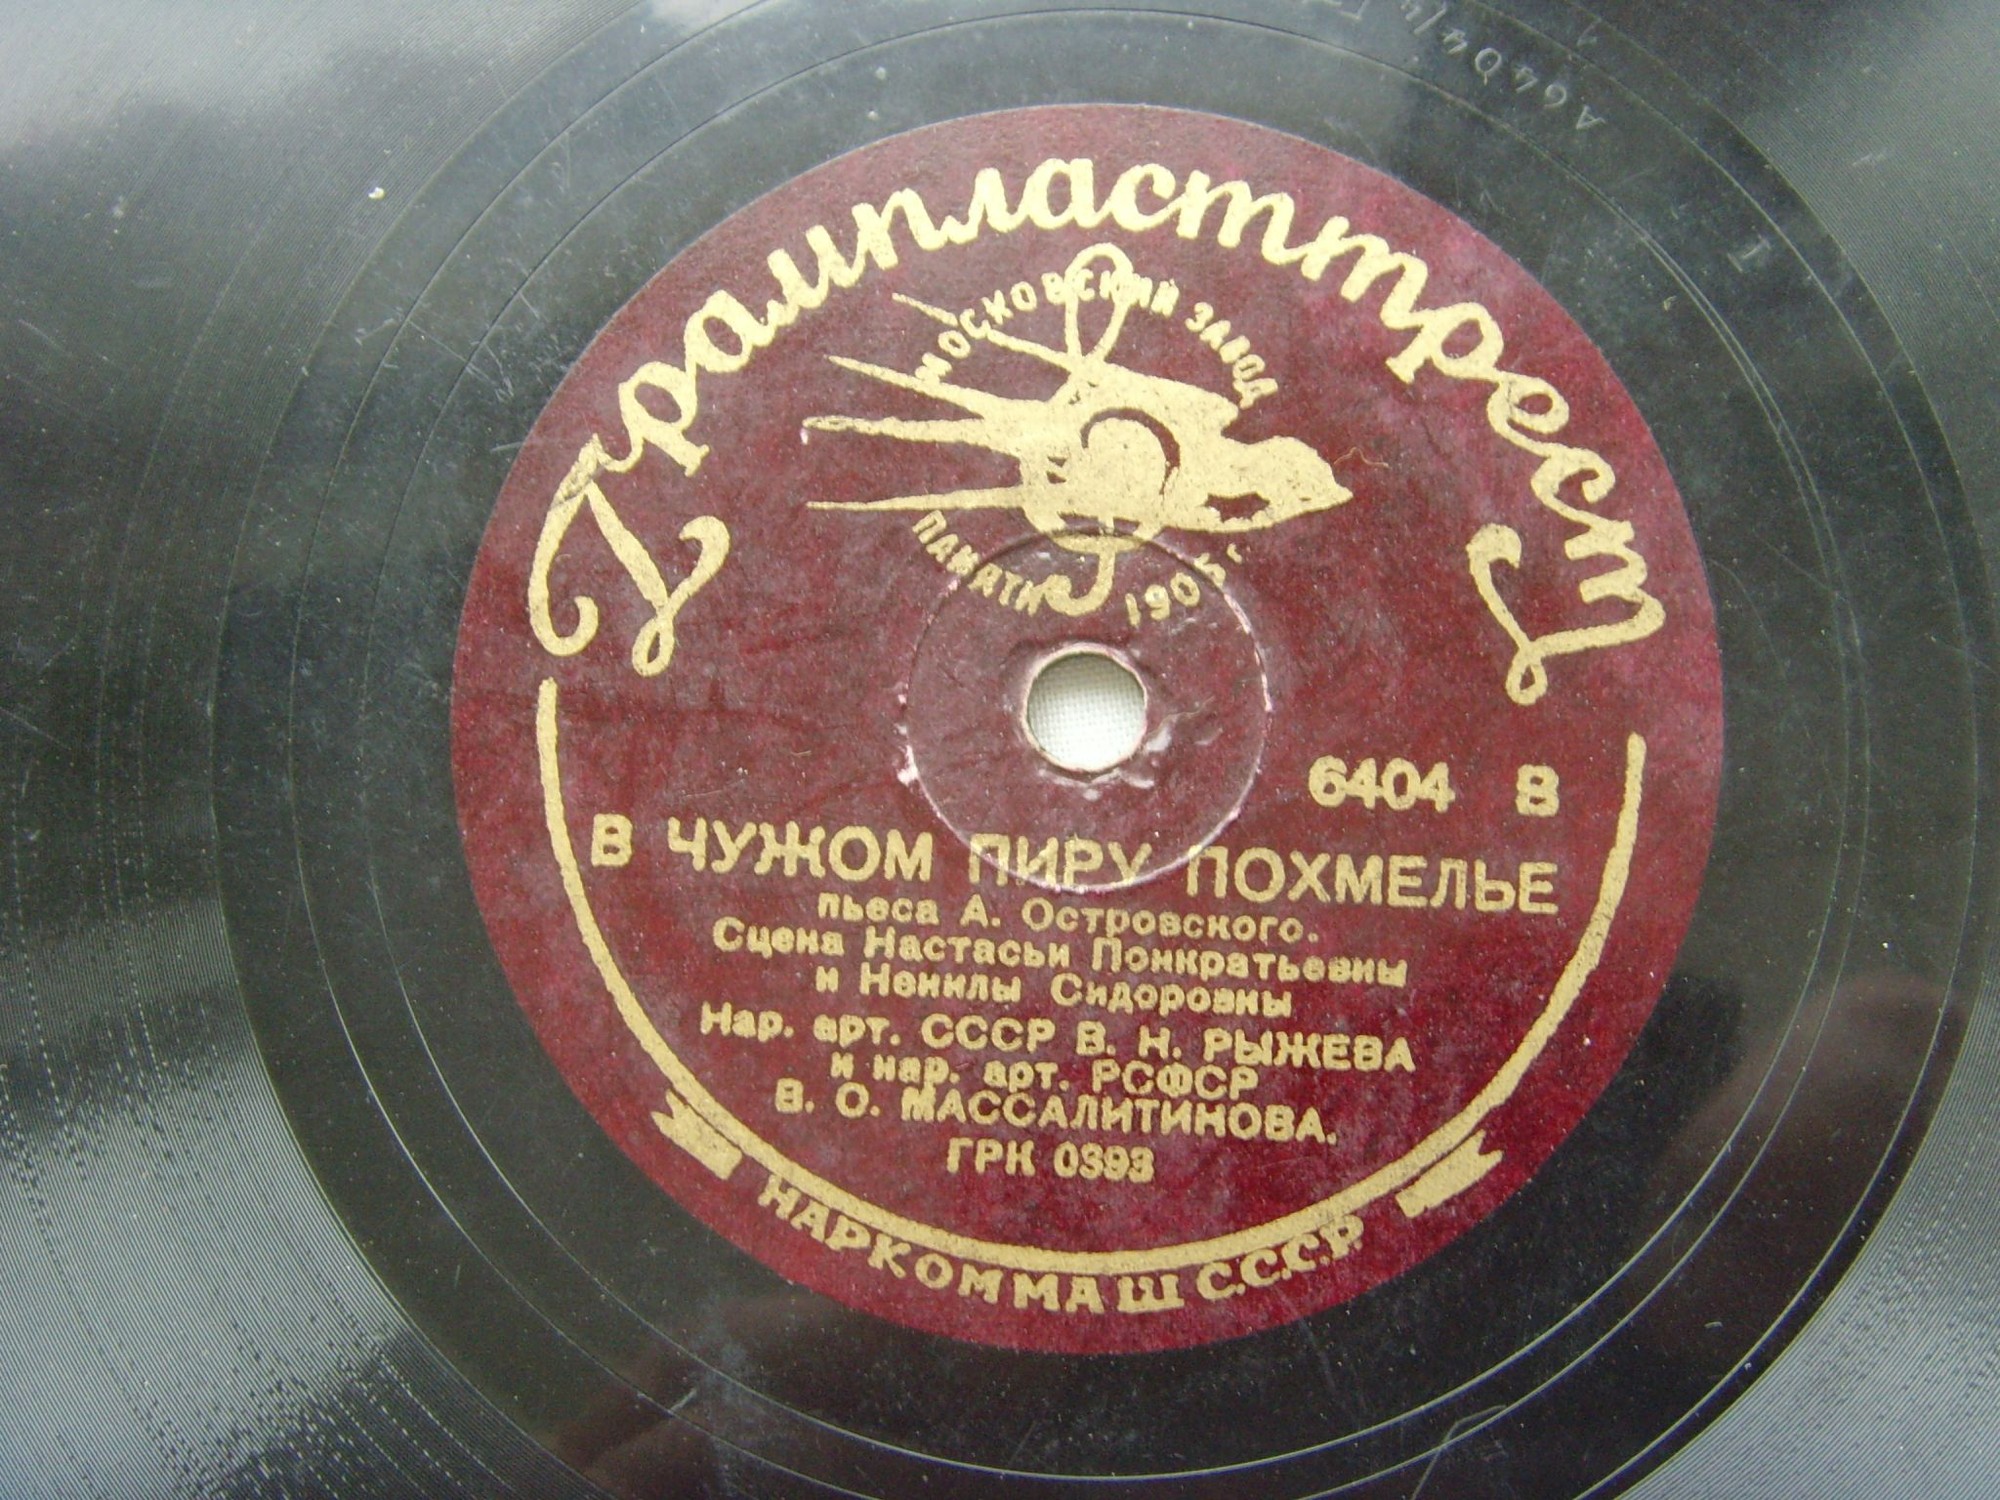 Грампласттрест
МОСКОВСКИЙ ЗАВОД
ПАМЯТИ 1905 г.
6404 В
В ЧУЖОМ ПИРУ ПОХМЕЛЬЕ
пьеса А. Островского.
Сцена Настасьи Понкратьевны
и Ненилы Сидоровны
Нар. арт. СССР В. Н. РЫЖЕВА
и нар. арт. РСФСР
В. О. МАССАЛИТИНОВА.
ГРК 0393
НАРКОММАШ С.С.С.Р.